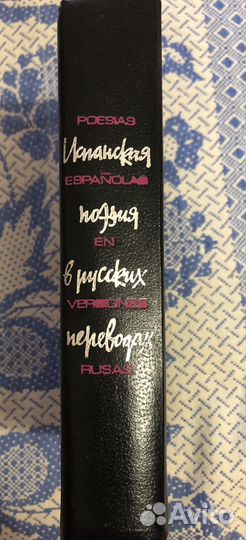 POESIAS
Испанская
ESPAÑOLAS
поэзия
EN
в русских
VERSIONES
переводах
RUSAS
Avito